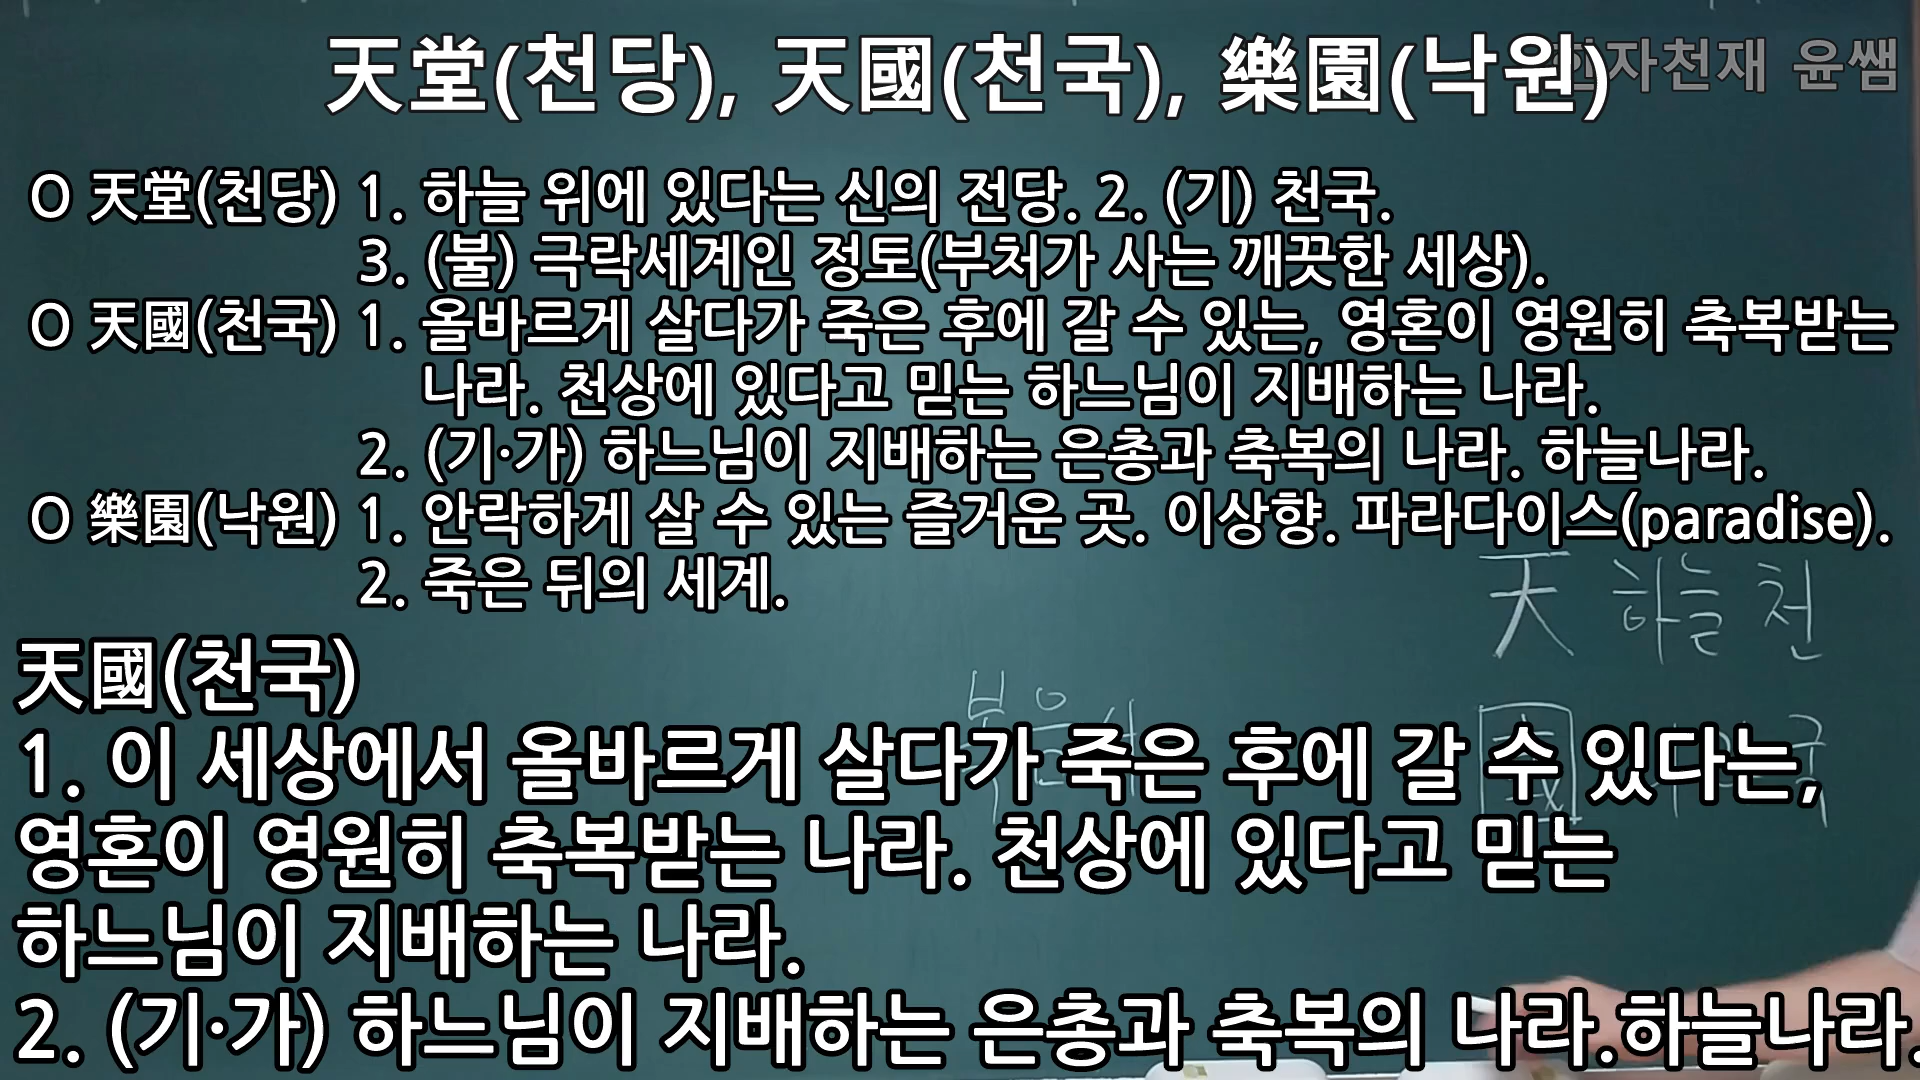 天堂(천당), 天國(천국), 樂園(낙원)
한자천재 윤쌤
O 天堂(천당) 1. 하늘 위에 있다는 신의 전당. 2. (기) 천국.
3. (불) 극락세계인 정토(부처가 사는 깨끗한 세상).
O 天國(천국) 1. 올바르게 살다가 죽은 후에 갈 수 있는, 영혼이 영원히 축복받는
나라. 천상에 있다고 믿는 하느님이 지배하는 나라.
2. (기·가) 하느님이 지배하는 은총과 축복의 나라. 하늘나라.
O 樂園(낙원) 1. 안락하게 살 수 있는 즐거운 곳. 이상향. 파라다이스(paradise).
2. 죽은 뒤의 세계.
天 하늘 천
天國(천국)
國
1. 이 세상에서 올바르게 살다가 죽은 후에 갈 수 있다는,
영혼이 영원히 축복받는 나라. 천상에 있다고 믿는
하느님이 지배하는 나라.
2. (기·가) 하느님이 지배하는 은총과 축복의 나라.하늘나라.